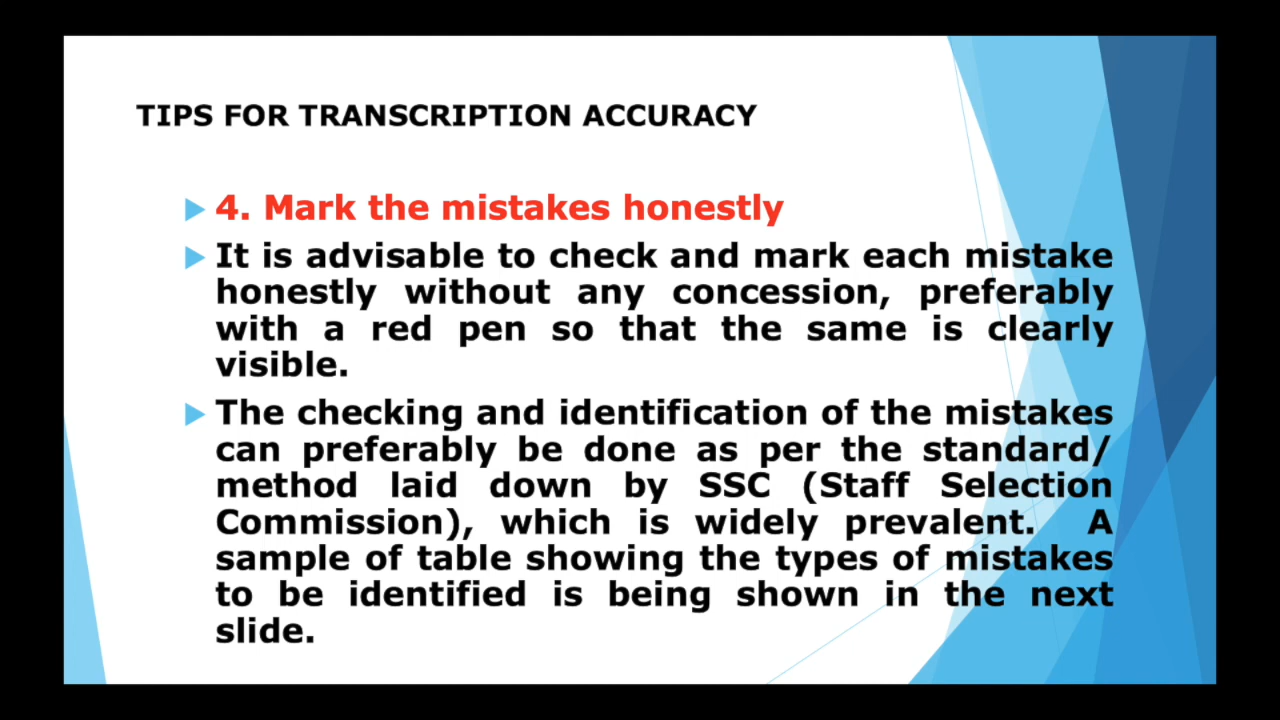 TIPS FOR TRANSCRIPTION ACCURACY
4. Mark the mistakes honestly
It is advisable to check and mark each mistake
honestly without any concession, preferably
with a red pen so that the same is clearly
visible.
The checking and identification of the mistakes
can preferably be done as per the standard/
method laid down by SSC (Staff Selection
Commission), which is widely prevalent. A
sample of table showing the types of mistakes
to be identified is being shown in the next
slide.